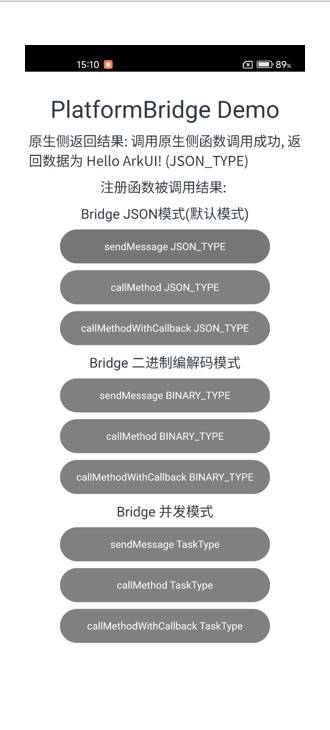 15:10
89%
PlatformBridge Demo
原生侧返回结果: 调用原生侧函数调用成功, 返
回数据为 Hello ArkUI! (JSON_TYPE)
注册函数被调用结果:
Bridge JSON模式(默认模式)
sendMessage JSON_TYPE
callMethod JSON_TYPE
callMethodWithCallback JSON_TYPE
Bridge 二进制编解码模式
sendMessage BINARY_TYPE
callMethod BINARY_TYPE
callMethodWithCallback BINARY_TYPE
Bridge 并发模式
sendMessage TaskType
callMethod TaskType
callMethodWithCallback TaskType